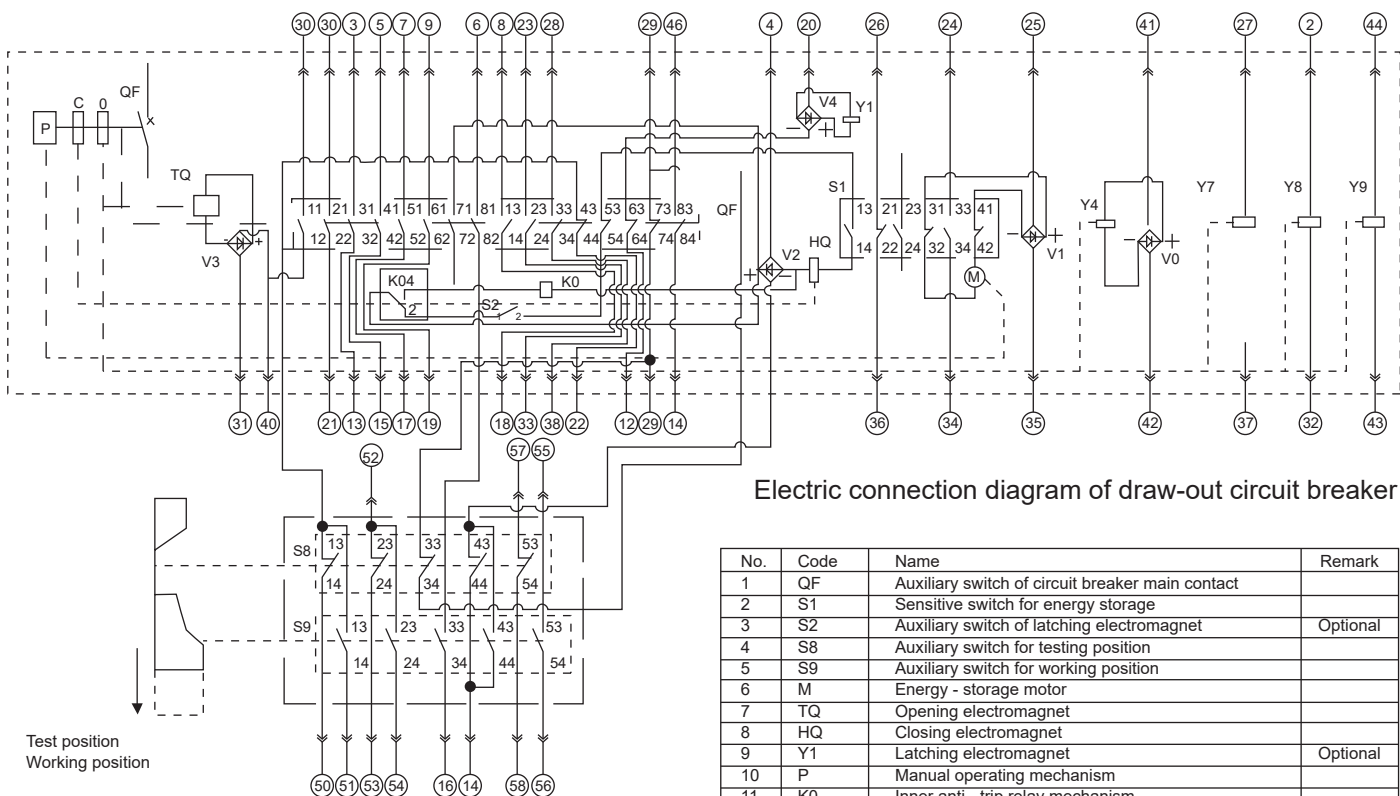 30 30 3 5 7 9 6 8 23 28 29 46 4 20 26 24 25 41 27 2 44
P C 0 QF
TQ
V3 +
V4 Y1
− +
11 21 31 41 51 61 71 81 13 23 33 43 53 63 73 83
12 22 32 42 52 62 72 82 14 24 34 44 54 64 74 84
QF
K04
2
K0
S2
1 2
+ V2 −
HQ
S1
13 21 23 31 33 41
14 22 24 32 34 42
M
− + V1
Y4
− + V0
Y7
Y8
Y9
31 40 21 13 15 17 19 18 33 38 22 12 29 14 36 34 35 42 37 32 43
52 57 55
Electric connection diagram of draw-out circuit breaker
S8
13 23 33 43 53
14 24 34 44 54
S9
13 23 33 43 53
14 24 34 44 54
50 51 53 54 16 14 58 56
Test position
Working position
No. Code Name Remark
1 QF Auxiliary switch of circuit breaker main contact
2 S1 Sensitive switch for energy storage
3 S2 Auxiliary switch of latching electromagnet Optional
4 S8 Auxiliary switch for testing position
5 S9 Auxiliary switch for working position
6 M Energy - storage motor
7 TQ Opening electromagnet
8 HQ Closing electromagnet
9 Y1 Latching electromagnet Optional
10 P Manual operating mechanism
11 K0 Inner anti - trip relay mechanism